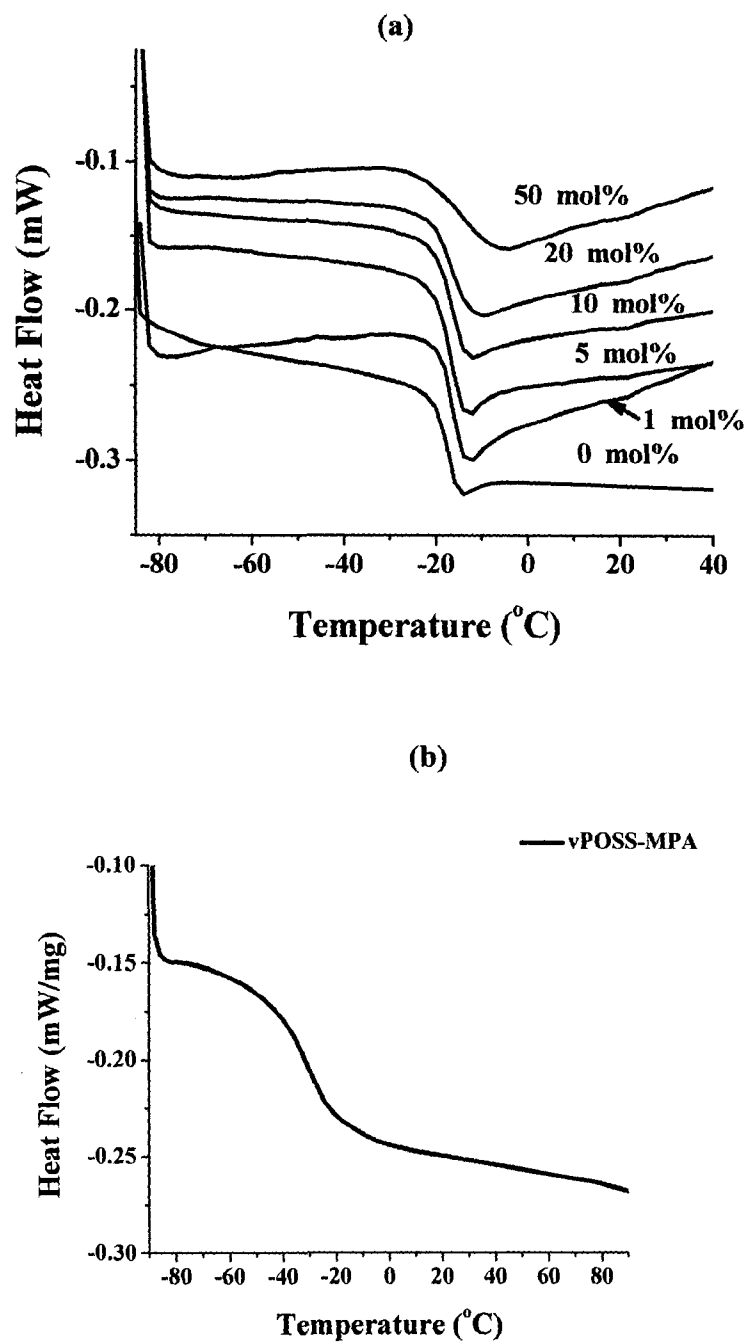 (a)
Heat Flow (mW)
-0.1
-0.2
-0.3
50 mol%
20 mol%
10 mol%
5 mol%
1 mol%
0 mol%
-80 -60 -40 -20 0 20 40
Temperature (°C)
(b)
vPOSS-MPA
Heat Flow (mW/mg)
-0.10
-0.15
-0.20
-0.25
-0.30
-80 -60 -40 -20 0 20 40 60 80
Temperature (°C)